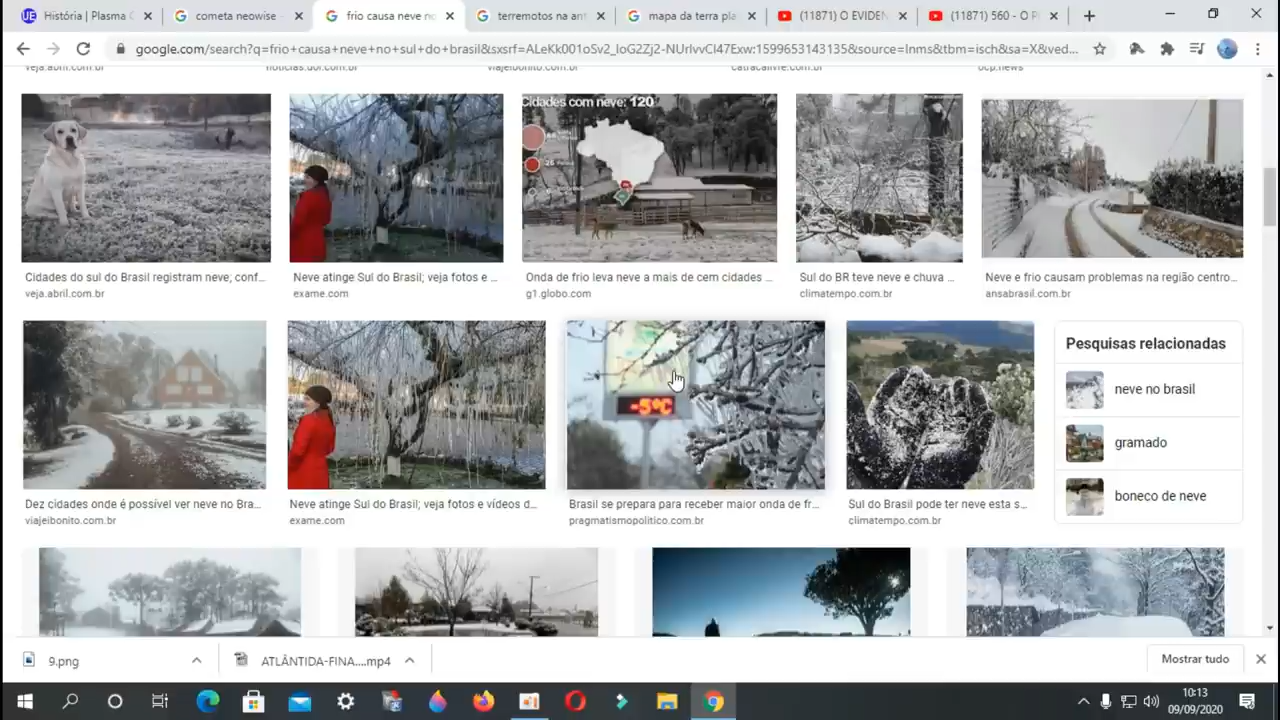 História | Plasma C
cometa neowise -
frio causa neve no
terremotos na ant
mapa da terra pla
(11871) O EVIDEN
(11871) 560 - O P
google.com/search?q=frio+causa+neve+no+sul+do+brasil&sxsrf=ALeKk001oSv2_IoG2Zj2-NUrlvvCI47Exw:1599653143135&source=lnms&tbm=isch&sa=X&ved...
veja.abril.com.br
noticias.uol.com.br
viajeibonito.com.br
catracalivre.com.br
ocp.news
Cidades com neve: 120
Cidades do sul do Brasil registram neve; conf...
veja.abril.com.br
Neve atinge Sul do Brasil; veja fotos e ...
exame.com
Onda de frio leva neve a mais de cem cidades ...
g1.globo.com
Sul do BR teve neve e chuva ...
climatempo.com.br
Neve e frio causam problemas na região centro...
ansabrasil.com.br
-5°C
Dez cidades onde é possível ver neve no Bra...
viajeibonito.com.br
Neve atinge Sul do Brasil; veja fotos e vídeos d...
exame.com
Brasil se prepara para receber maior onda de fr...
pragmatismopolitico.com.br
Sul do Brasil pode ter neve esta s...
climatempo.com.br
Pesquisas relacionadas
neve no brasil
gramado
boneco de neve
9.png
ATLÂNTIDA-FINA....mp4
Mostrar tudo
10:13
09/09/2020